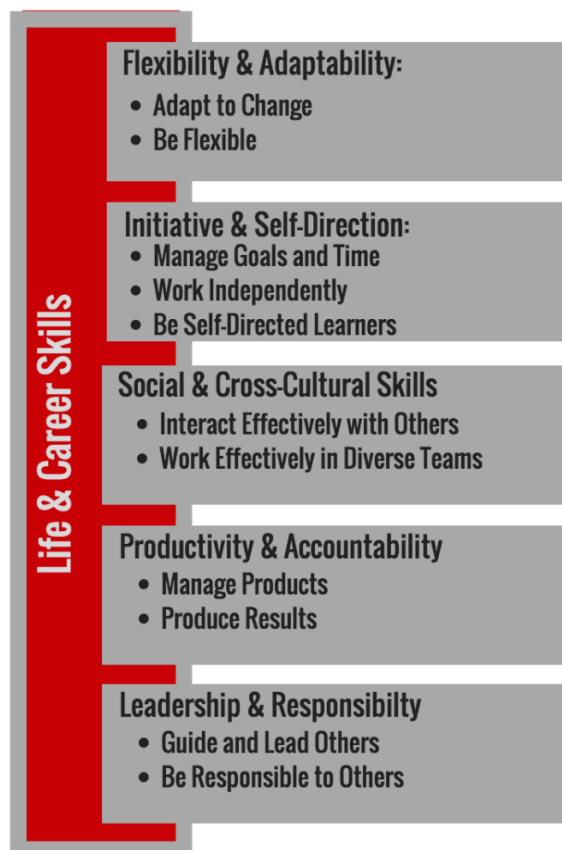 Life & Career Skills
Flexibility & Adaptability:
• Adapt to Change
• Be Flexible
Initiative & Self-Direction:
• Manage Goals and Time
• Work Independently
• Be Self-Directed Learners
Social & Cross-Cultural Skills
• Interact Effectively with Others
• Work Effectively in Diverse Teams
Productivity & Accountability
• Manage Products
• Produce Results
Leadership & Responsibilty
• Guide and Lead Others
• Be Responsible to Others